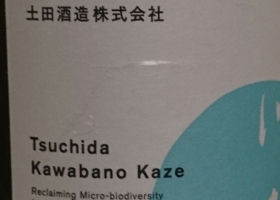 土田酒造株式会社
Tsuchida
Kawabano Kaze
Reclaiming Micro-biodiversity